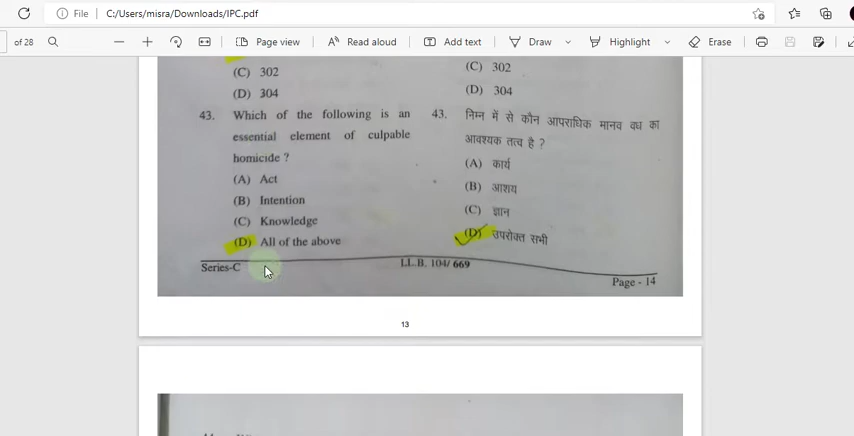 File C:/Users/misra/Downloads/IPC.pdf
of 28 Page view Read aloud Add text Draw Highlight Erase
(C) 302
(D) 304
43. Which of the following is an
essential element of culpable
homicide ?
(A) Act
(B) Intention
(C) Knowledge
(D) All of the above
(C) 302
(D) 304
43. निम्न में से कौन आपराधिक मानव वध का
आवश्यक तत्व है ?
(A) कार्य
(B) आशय
(C) ज्ञान
(D) उपरोक्त सभी
Series-C LL.B. 104/ 669 Page - 14
13